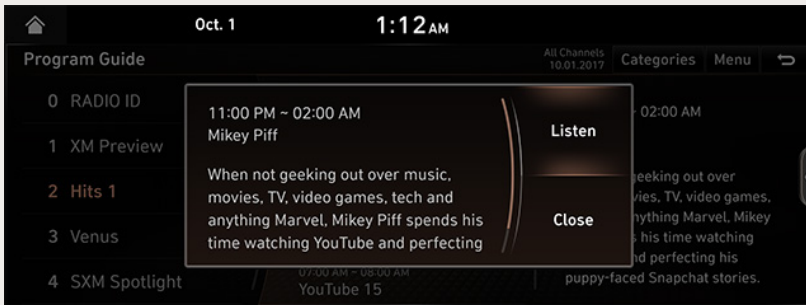 Oct. 1
1:12 AM
Program Guide
All Channels
10.01.2017
Categories
Menu
0 RADIO ID
1 XM Preview
2 Hits 1
3 Venus
4 SXM Spotlight
11:00 PM ~ 02:00 AM
Mikey Piff
When not geeking out over music,
movies, TV, video games, tech and
anything Marvel, Mikey Piff spends his
time watching YouTube and perfecting
Listen
Close
07:00 AM ~ 08:00 AM
YouTube 15
02:00 AM
geeking out over
TV, video games,
Marvel, Mikey
his time watching
perfecting his
puppy-faced Snapchat stories.